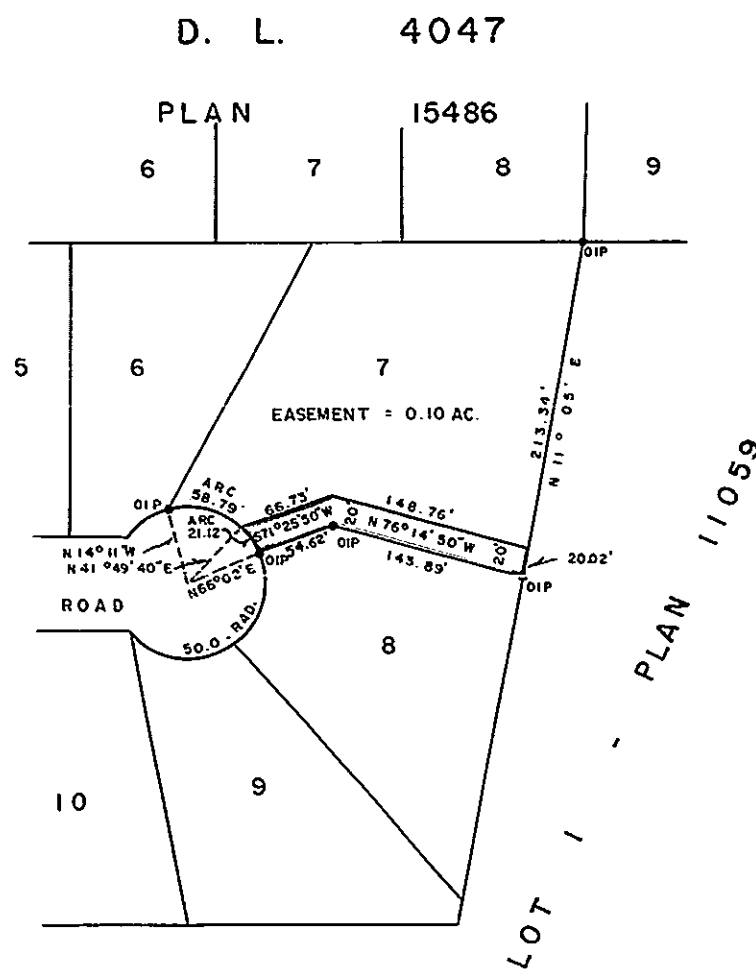 D. L. 4047
PLAN 15486
6 7 8 9
OIP
5 6 7
EASEMENT = 0.10 AC.
213.34'
N 11° 05' E
ARC
58.79'
OIP
ARC
21.12'
66.73'
S71°25'50"W
54.62'
OIP
20'
OIP
148.76'
N 76°14'50"W
143.89'
20'
20.02'
OIP
N 14°11'W
N 41°49'40"E
N66°02'E
ROAD
50.0 - RAD.
8
9
10
LOT 1 - PLAN 11059